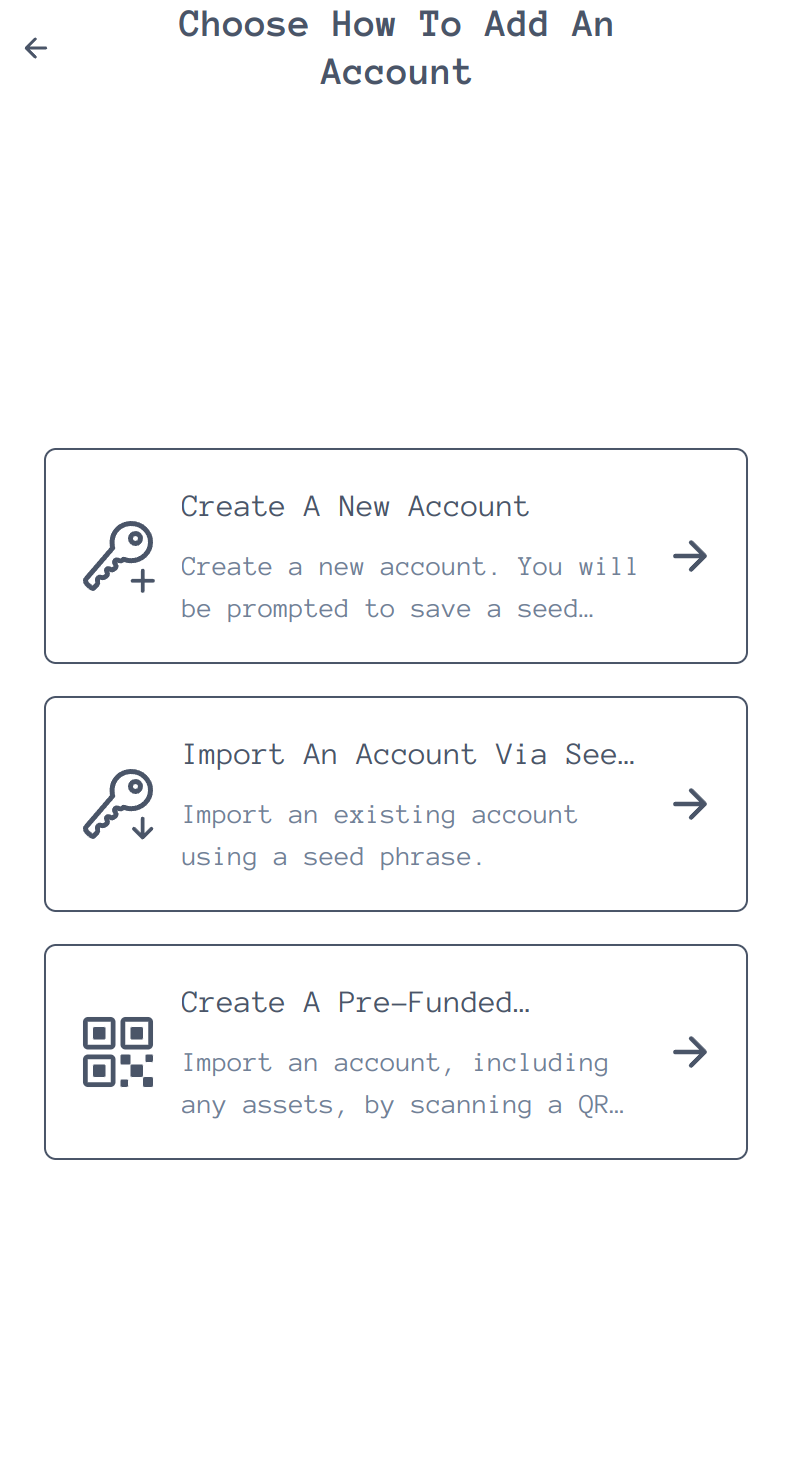 Choose How To Add An
Account
Create A New Account
Create a new account. You will
be prompted to save a seed…
Import An Account Via See…
Import an existing account
using a seed phrase.
Create A Pre-Funded…
Import an account, including
any assets, by scanning a QR…